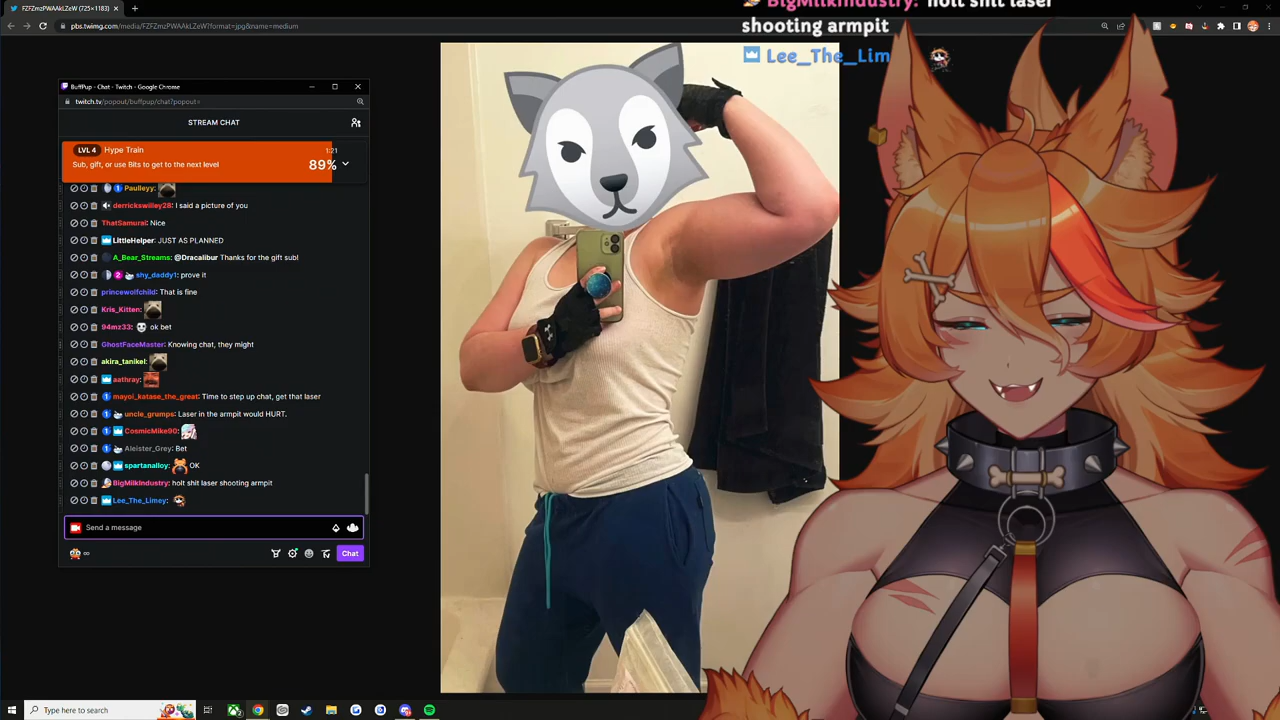 FZFZmzPWAAkLZeW (725×1183)
pbs.twimg.com/media/FZFZmzPWAAkLZeW?format=jpg&name=medium
BigMilkIndustry: holt shit laser
shooting armpit
Lee_The_Lim
BuffPup - Chat - Twitch - Google Chrome
twitch.tv/popout/buffpup/chat?popout=
STREAM CHAT
LVL 4 Hype Train 1:21
Sub, gift, or use Bits to get to the next level 89%
Paulleyy:
derrickswilley28: I said a picture of you
ThatSamurai: Nice
LittleHelper: JUST AS PLANNED
A_Bear_Streams: @Dracalibur Thanks for the gift sub!
shy_daddy1: prove it
princewolfchild: That is fine
Kris_Kitten:
94mz33: ok bet
GhostFaceMaster: Knowing chat, they might
akira_tanikel:
aathray:
mayoi_katase_the_great: Time to step up chat, get that laser
uncle_grumps: Laser in the armpit would HURT.
CosmicMike90:
Aleister_Grey: Bet
spartanalloy: OK
BigMilkIndustry: holt shit laser shooting armpit
Lee_The_Limey:
Send a message
∞ Chat
Type here to search